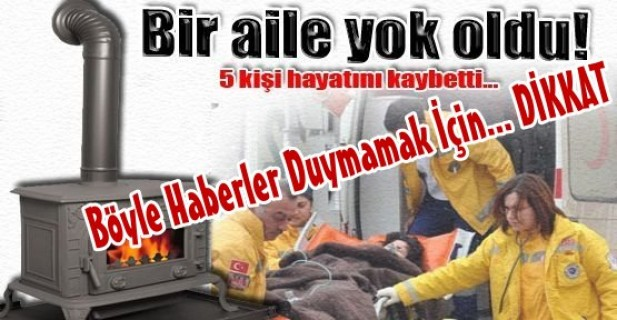 Bir aile yok oldu!
5 kişi hayatını kaybetti...
Böyle Haberler Duymamak İçin... DİKKAT